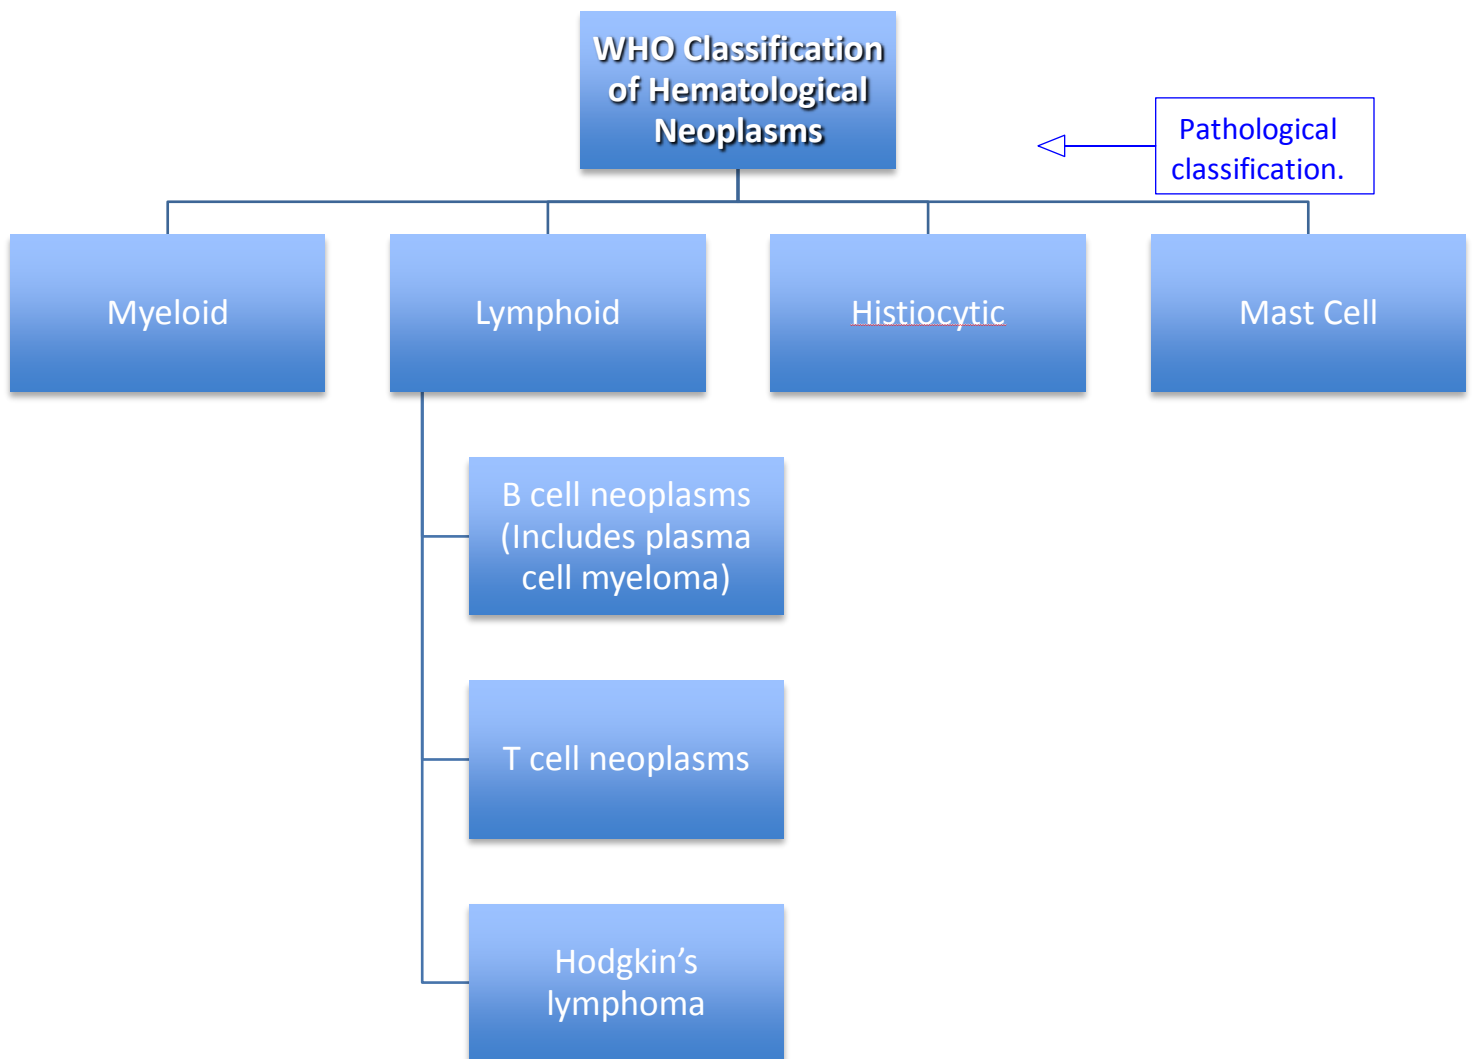 WHO Classification
of Hematological
Neoplasms
Pathological
classification.
Myeloid
Lymphoid
Histiocytic
Mast Cell
B cell neoplasms
(Includes plasma
cell myeloma)
T cell neoplasms
Hodgkin’s
lymphoma